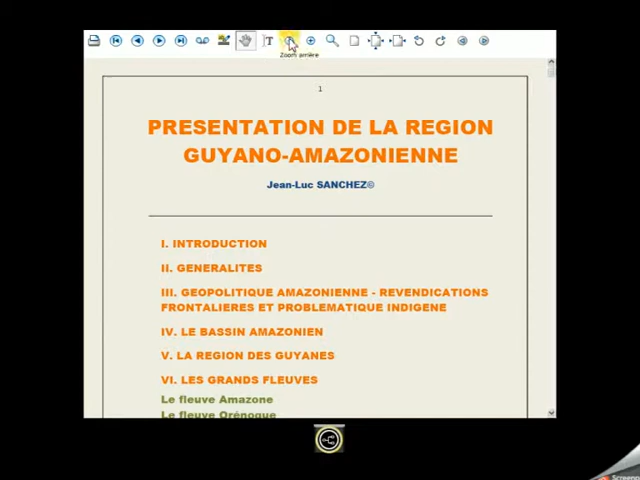 Zoom arrière
1
PRESENTATION DE LA REGION
GUYANO-AMAZONIENNE
Jean-Luc SANCHEZ©
I. INTRODUCTION
II. GENERALITES
III. GEOPOLITIQUE AMAZONIENNE - REVENDICATIONS
FRONTALIERES ET PROBLEMATIQUE INDIGENE
IV. LE BASSIN AMAZONIEN
V. LA REGION DES GUYANES
VI. LES GRANDS FLEUVES
Le fleuve Amazone
Le fleuve Orénoque